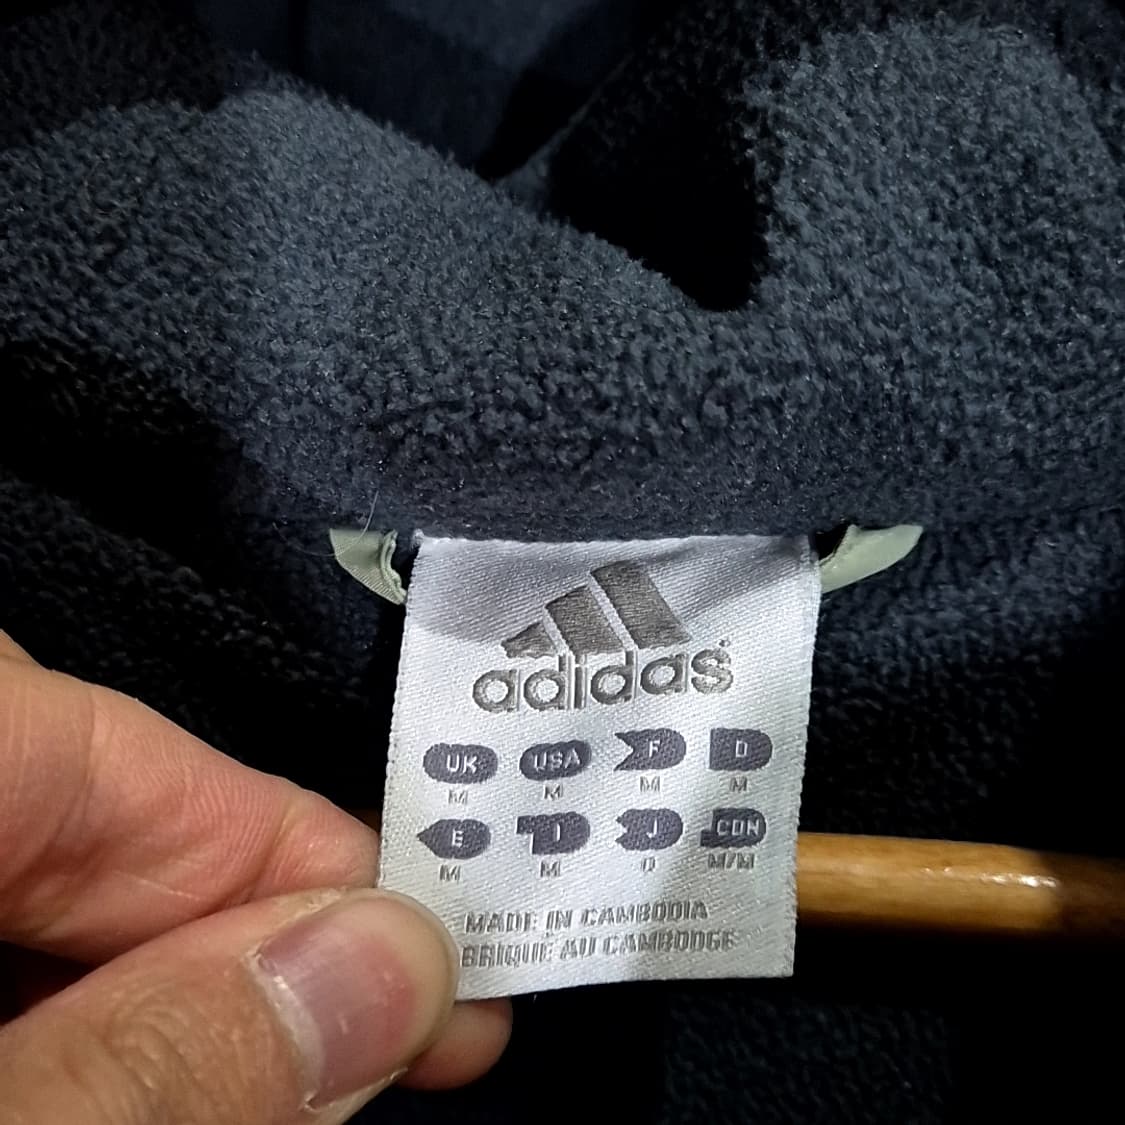 adidas®
UK USA F D
M M M M
E I J CDN
M M O M/M
MADE IN CAMBODIA
BRIQUE AU CAMBODGE